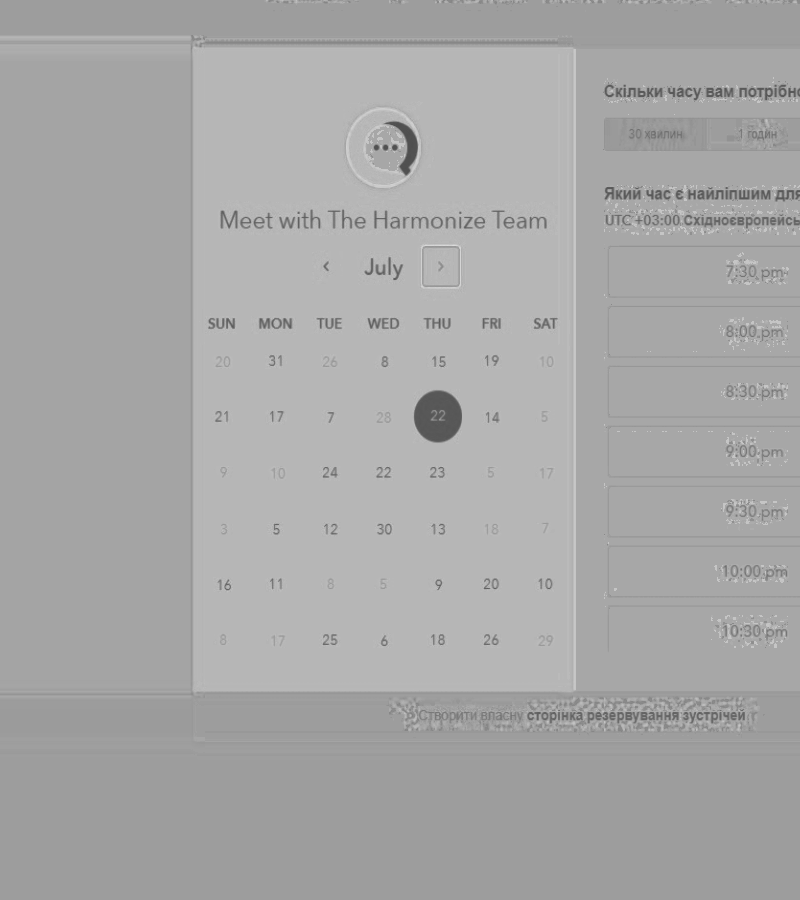 Meet with The Harmonize Team
‹ July ›
SUN MON TUE WED THU FRI SAT
20 31 26 8 15 19 10
21 17 7 28 22 14 5
9 10 24 22 23 5 17
3 5 12 30 13 18 7
16 11 8 5 9 20 10
8 17 25 6 18 26 29
Скільки часу вам потрібно
30 хвилин 1 годин
Який час є найліпшим для
UTC +03:00 Східноєвропейсь
7:30 pm
8:00 pm
8:30 pm
9:00 pm
9:30 pm
10:00 pm
10:30 pm
Створити власну сторінка резервування зустрічей